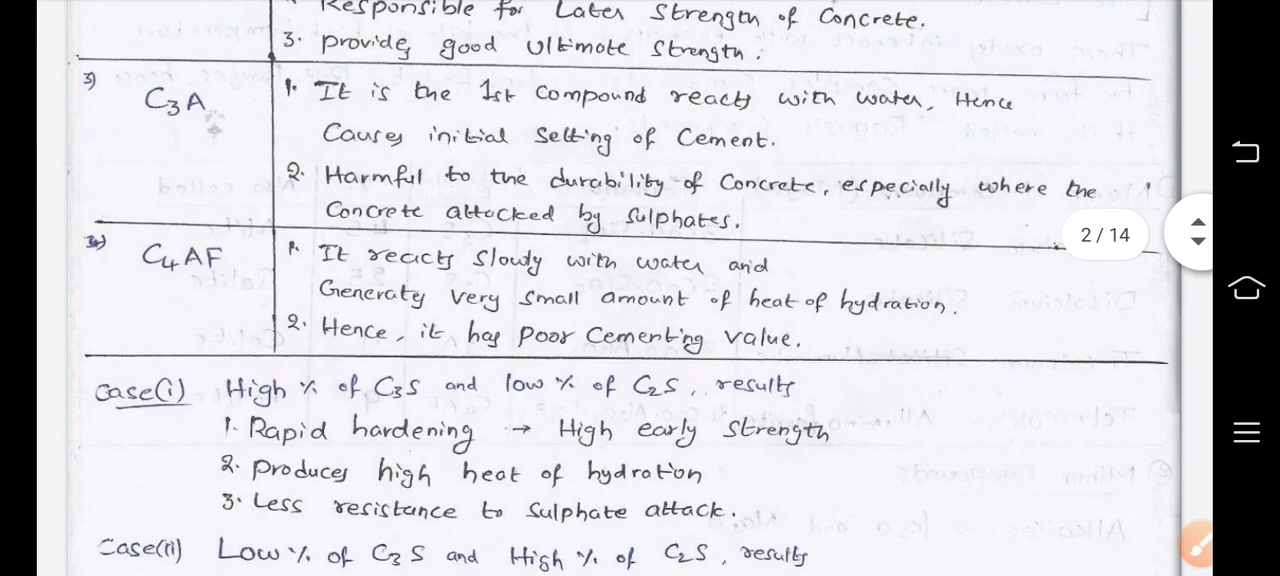 Responsible for Later Strength of Concrete.
3. provides good Ultimate Strength.
3) C3A
1. It is the 1st Compound reacts with water, Hence
Causes initial Setting of Cement.
2. Harmful to the durability of Concrete, especially where the
Concrete attacked by Sulphates.
4) C4AF
1. It reacts Slowly with water and
Generates very small amount of heat of hydration.
2. Hence, it has Poor Cementing value.
2 / 14
Case(i) High % of C3S and low % of C2S, results
1. Rapid hardening → High early Strength
2. Produces high heat of hydration
3. Less resistance to Sulphate attack.
Case(ii) Low % of C3S and High % of C2S, results